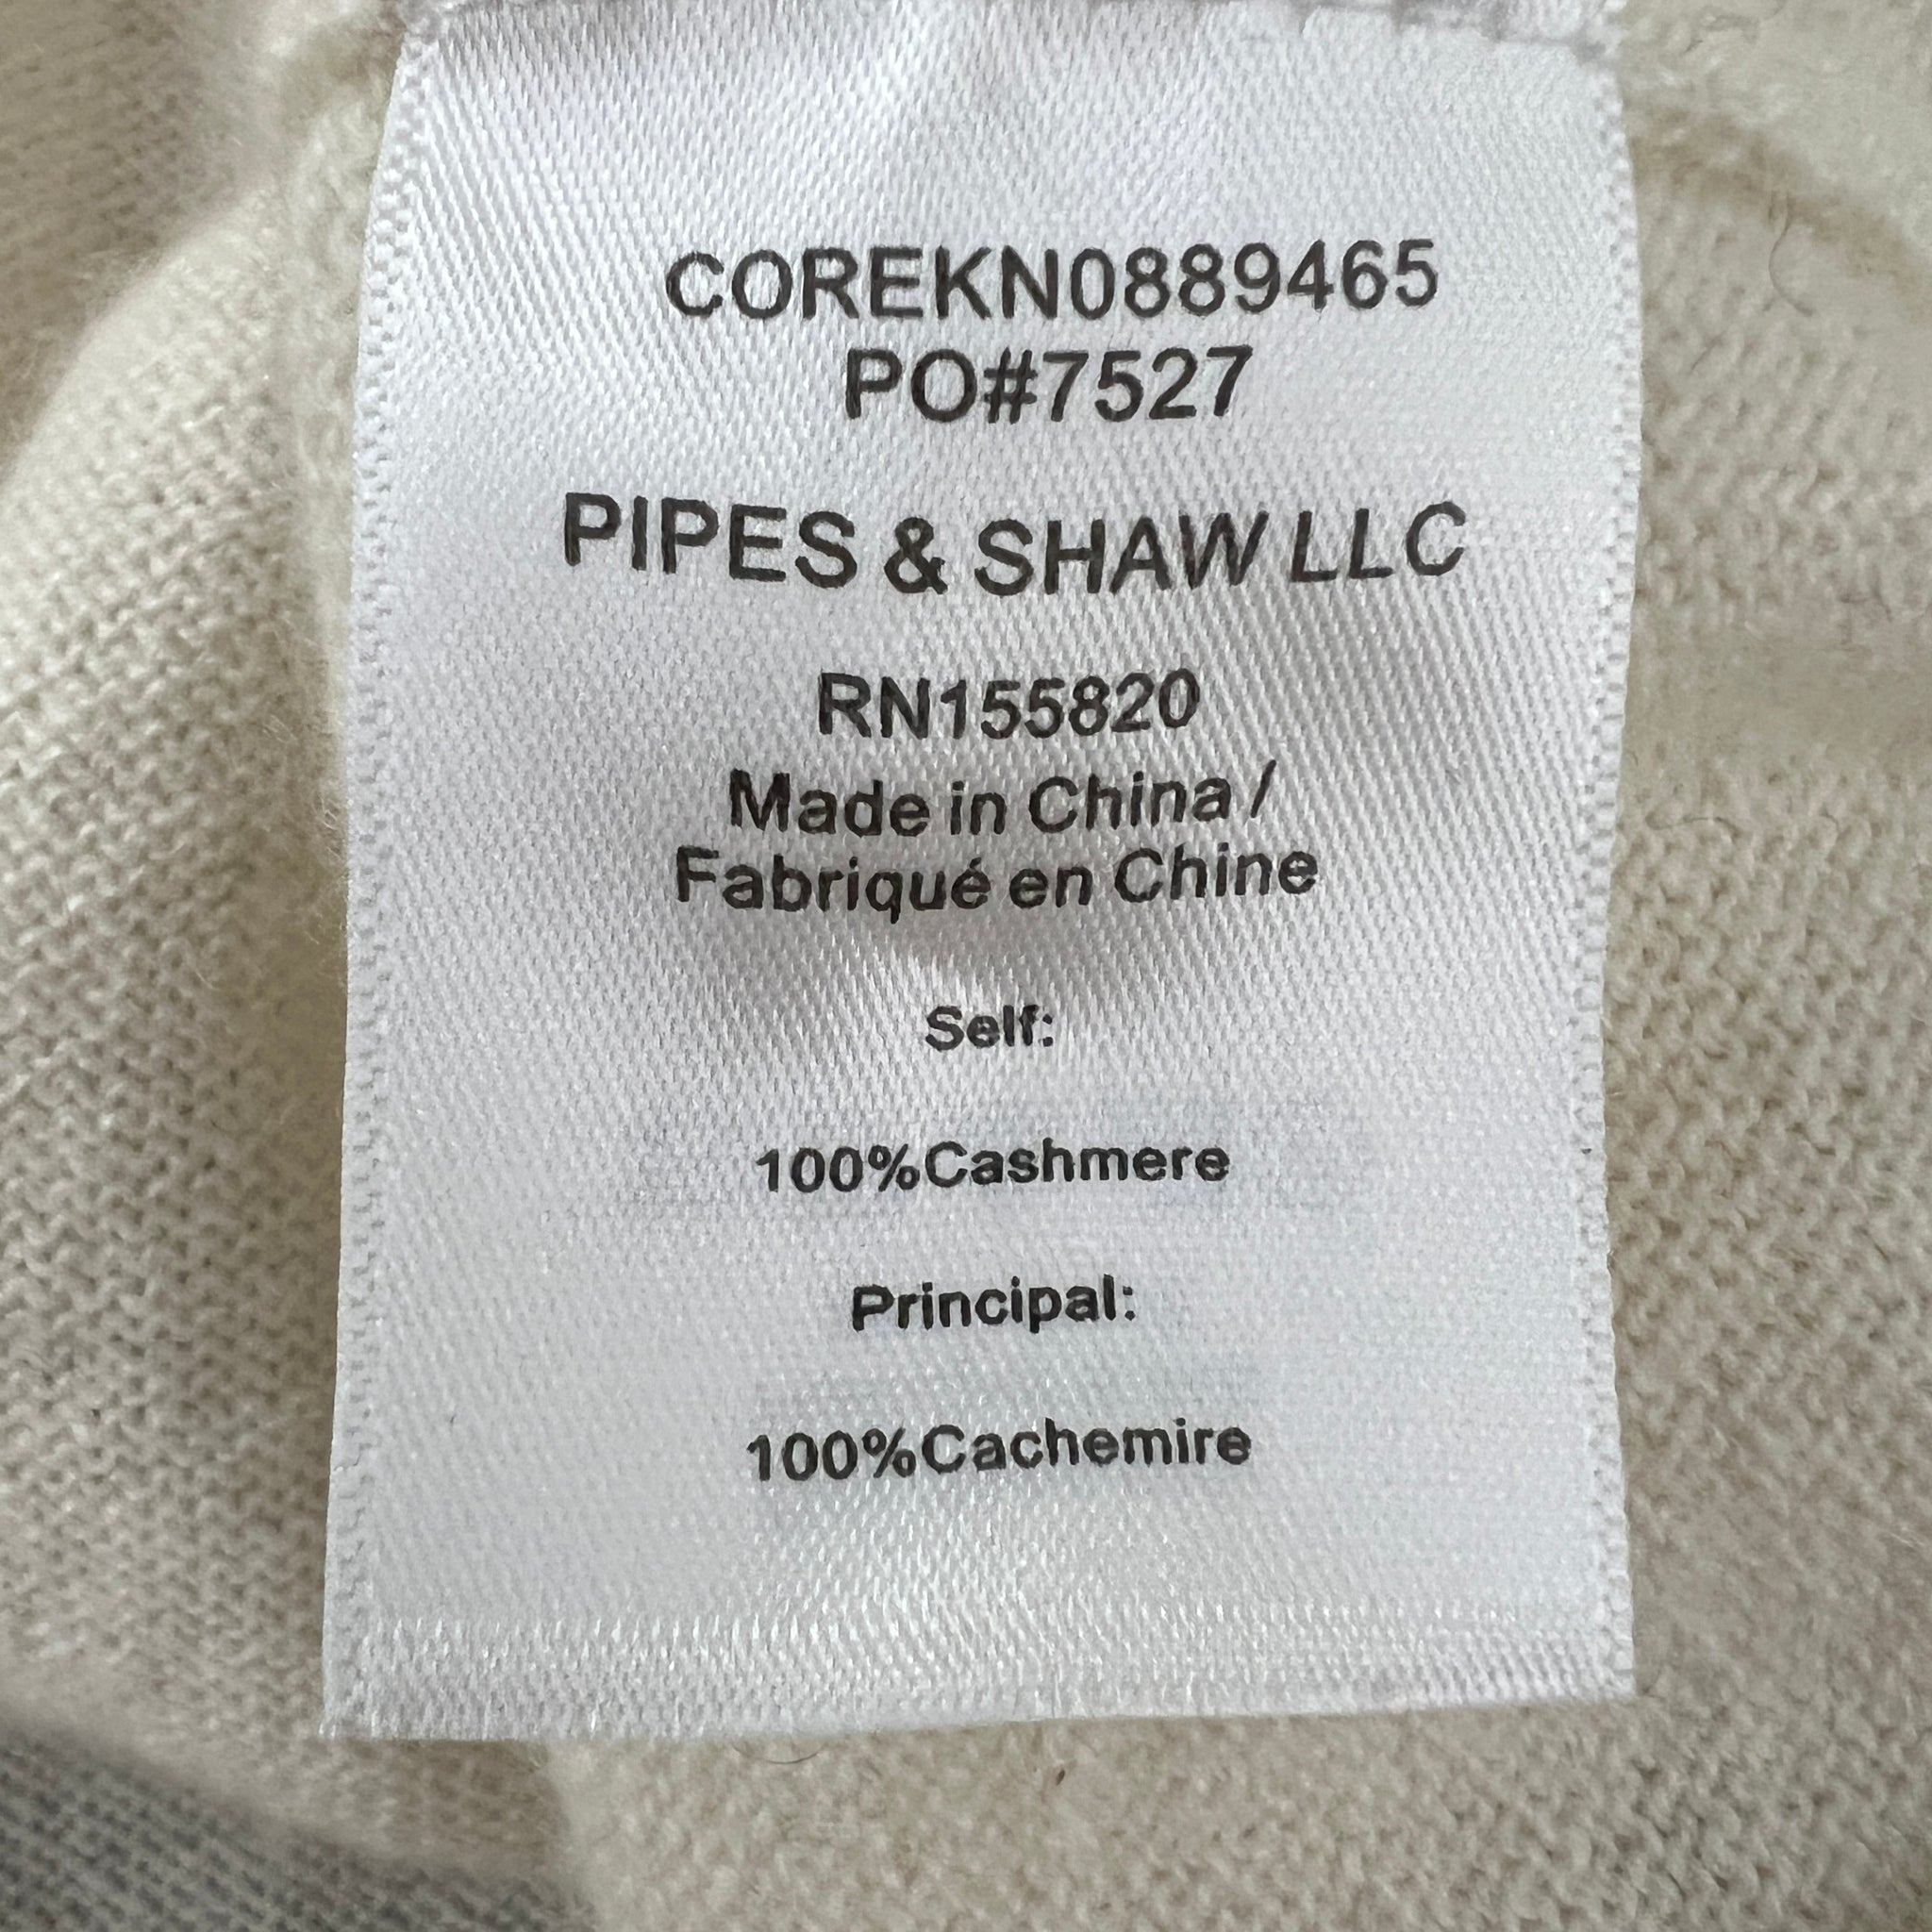 COREKN0889465
PO#7527
PIPES & SHAW LLC
RN155820
Made in China /
Fabriqué en Chine
Self:
100%Cashmere
Principal:
100%Cachemire